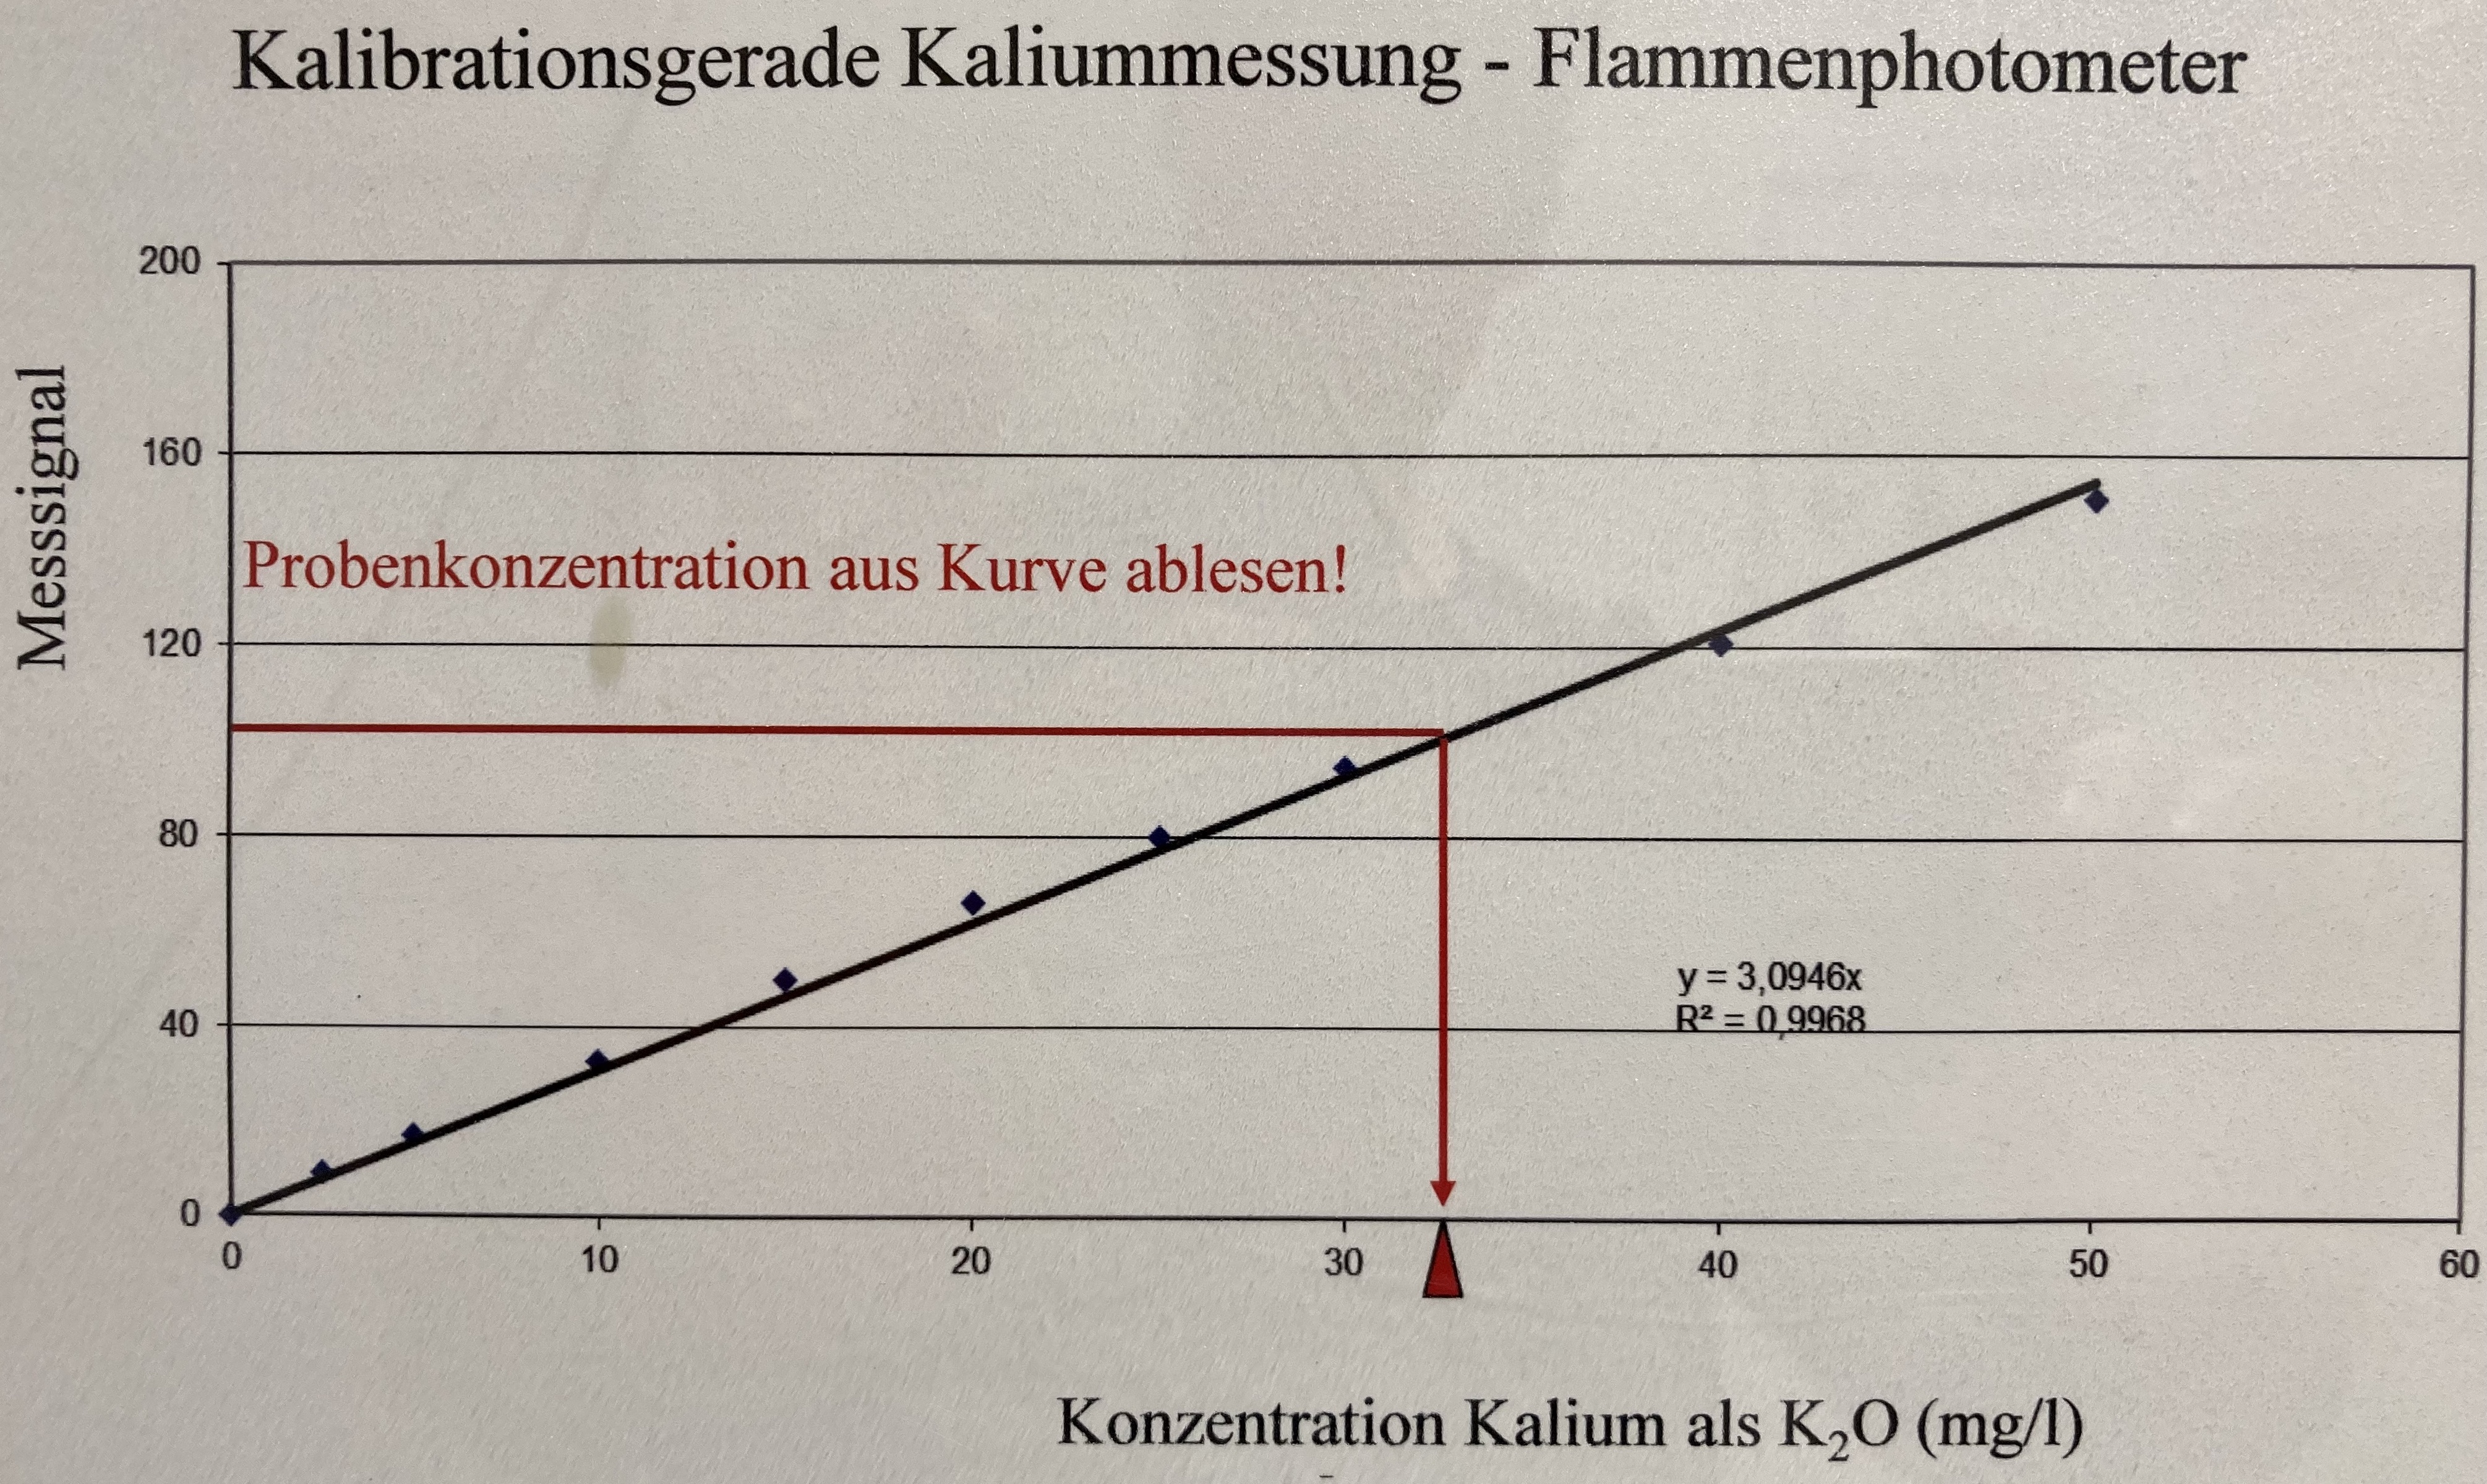 Kalibrationsgerade Kaliummessung - Flammenphotometer
Messsignal
200
160
Probenkonzentration aus Kurve ablesen!
120
80
y = 3,0946x
R² = 0,9968
40
0
0 10 20 30 40 50 60
Konzentration Kalium als K₂O (mg/l)